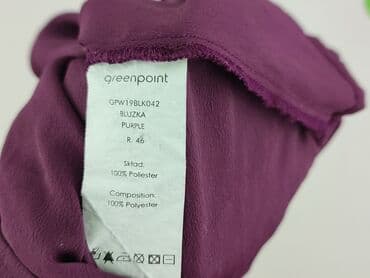 greenpoint
GPW19BLK042
BLUZKA
PURPLE
R. 46
Skład:
100% Poliester
Composition:
100% Polyester